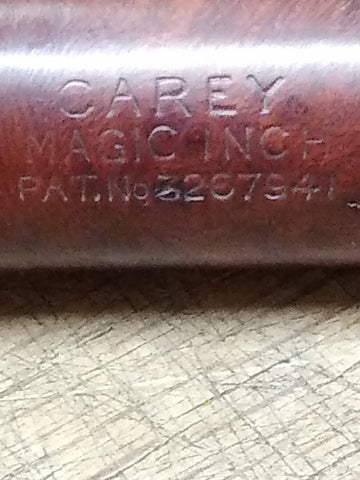 CAREY
MAGIC INCH
PAT. No 3267941